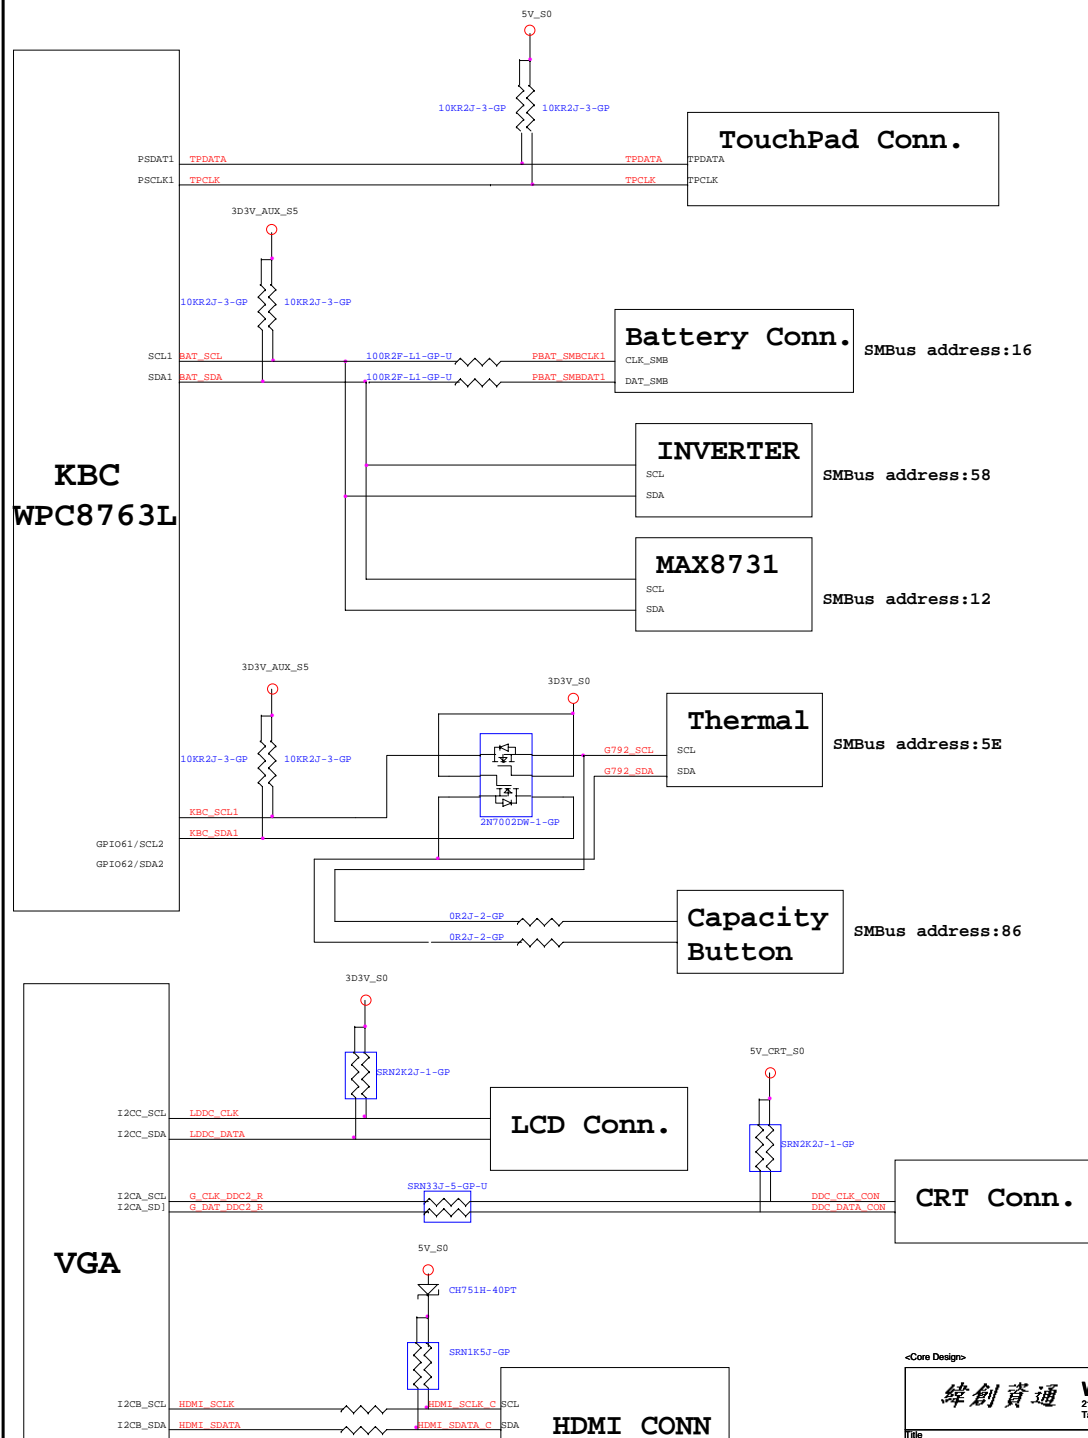 5V_S0
10KR2J-3-GP 10KR2J-3-GP
TouchPad Conn.
PSDAT1 TPDATA TPDATA TPDATA
PSCLK1 TPCLK TPCLK TPCLK
3D3V_AUX_S5
10KR2J-3-GP 10KR2J-3-GP
Battery Conn.
SMBus address:16
SCL1 BAT_SCL 100R2F-L1-GP-U PBAT_SMBCLK1 CLK_SMB
SDA1 BAT_SDA 100R2F-L1-GP-U PBAT_SMBDAT1 DAT_SMB
INVERTER
SCL
SDA
SMBus address:58
KBC
WPC8763L
MAX8731
SCL
SDA
SMBus address:12
3D3V_AUX_S5
3D3V_S0
10KR2J-3-GP 10KR2J-3-GP
Thermal
G792_SCL SCL
G792_SDA SDA
SMBus address:5E
2N7002DW-1-GP
KBC_SCL1
KBC_SDA1
GPIO61/SCL2
GPIO62/SDA2
0R2J-2-GP
0R2J-2-GP
Capacity
Button
SMBus address:86
3D3V_S0
SRN2K2J-1-GP
5V_CRT_S0
I2CC_SCL LDDC_CLK
I2CC_SDA LDDC_DATA
LCD Conn.
SRN2K2J-1-GP
SRN33J-5-GP-U
I2CA_SCL G_CLK_DDC2_R DDC_CLK_CON
I2CA_SD] G_DAT_DDC2_R DDC_DATA_CON
CRT Conn.
VGA
5V_S0
CH751H-40PT
SRN1K5J-GP
I2CB_SCL HDMI_SCLK HDMI_SCLK_C SCL
I2CB_SDA HDMI_SDATA HDMI_SDATA_C SDA
HDMI CONN
<Core Design>
緯創資通
Title